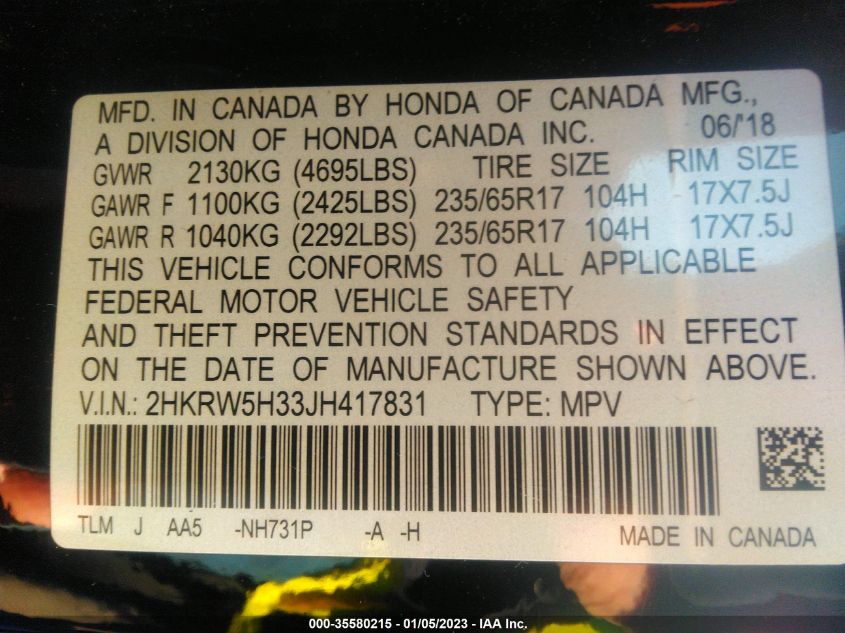 MFD. IN CANADA BY HONDA OF CANADA MFG.,
A DIVISION OF HONDA CANADA INC. 06/'18
GVWR 2130KG (4695LBS) TIRE SIZE RIM SIZE
GAWR F 1100KG (2425LBS) 235/65R17 104H 17X7.5J
GAWR R 1040KG (2292LBS) 235/65R17 104H 17X7.5J
THIS VEHICLE CONFORMS TO ALL APPLICABLE
FEDERAL MOTOR VEHICLE SAFETY
AND THEFT PREVENTION STANDARDS IN EFFECT
ON THE DATE OF MANUFACTURE SHOWN ABOVE.
V.I.N.: 2HKRW5H33JH417831 TYPE: MPV
TLM J AA5 -NH731P -A -H MADE IN CANADA
000-35580215 - 01/05/2023 - IAA Inc.